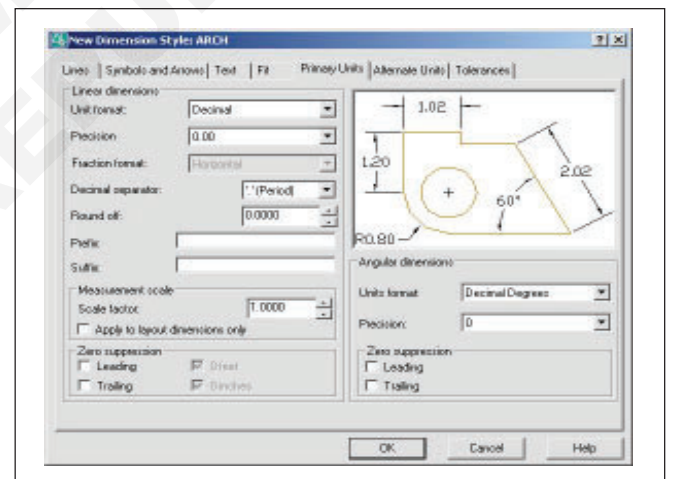 New Dimension Style: ARCH
Lines Symbols and Arrows Text Fit Primary Units Alternate Units Tolerances
Linear dimensions
Unit format: Decimal
Precision 0.00
Fraction format: Horizontal
Decimal separator: '.' (Period)
Round off: 0.0000
Prefix:
Suffix:
Measurement scale
Scale factor: 1.0000
Apply to layout dimensions only
Zero suppression
Leading 0 feet
Trailing 0 inches
1.02
1.20
2.02
60°
R0.80
Angular dimensions
Units format: Decimal Degrees
Precision: 0
Zero suppression
Leading
Trailing
OK Cancel Help